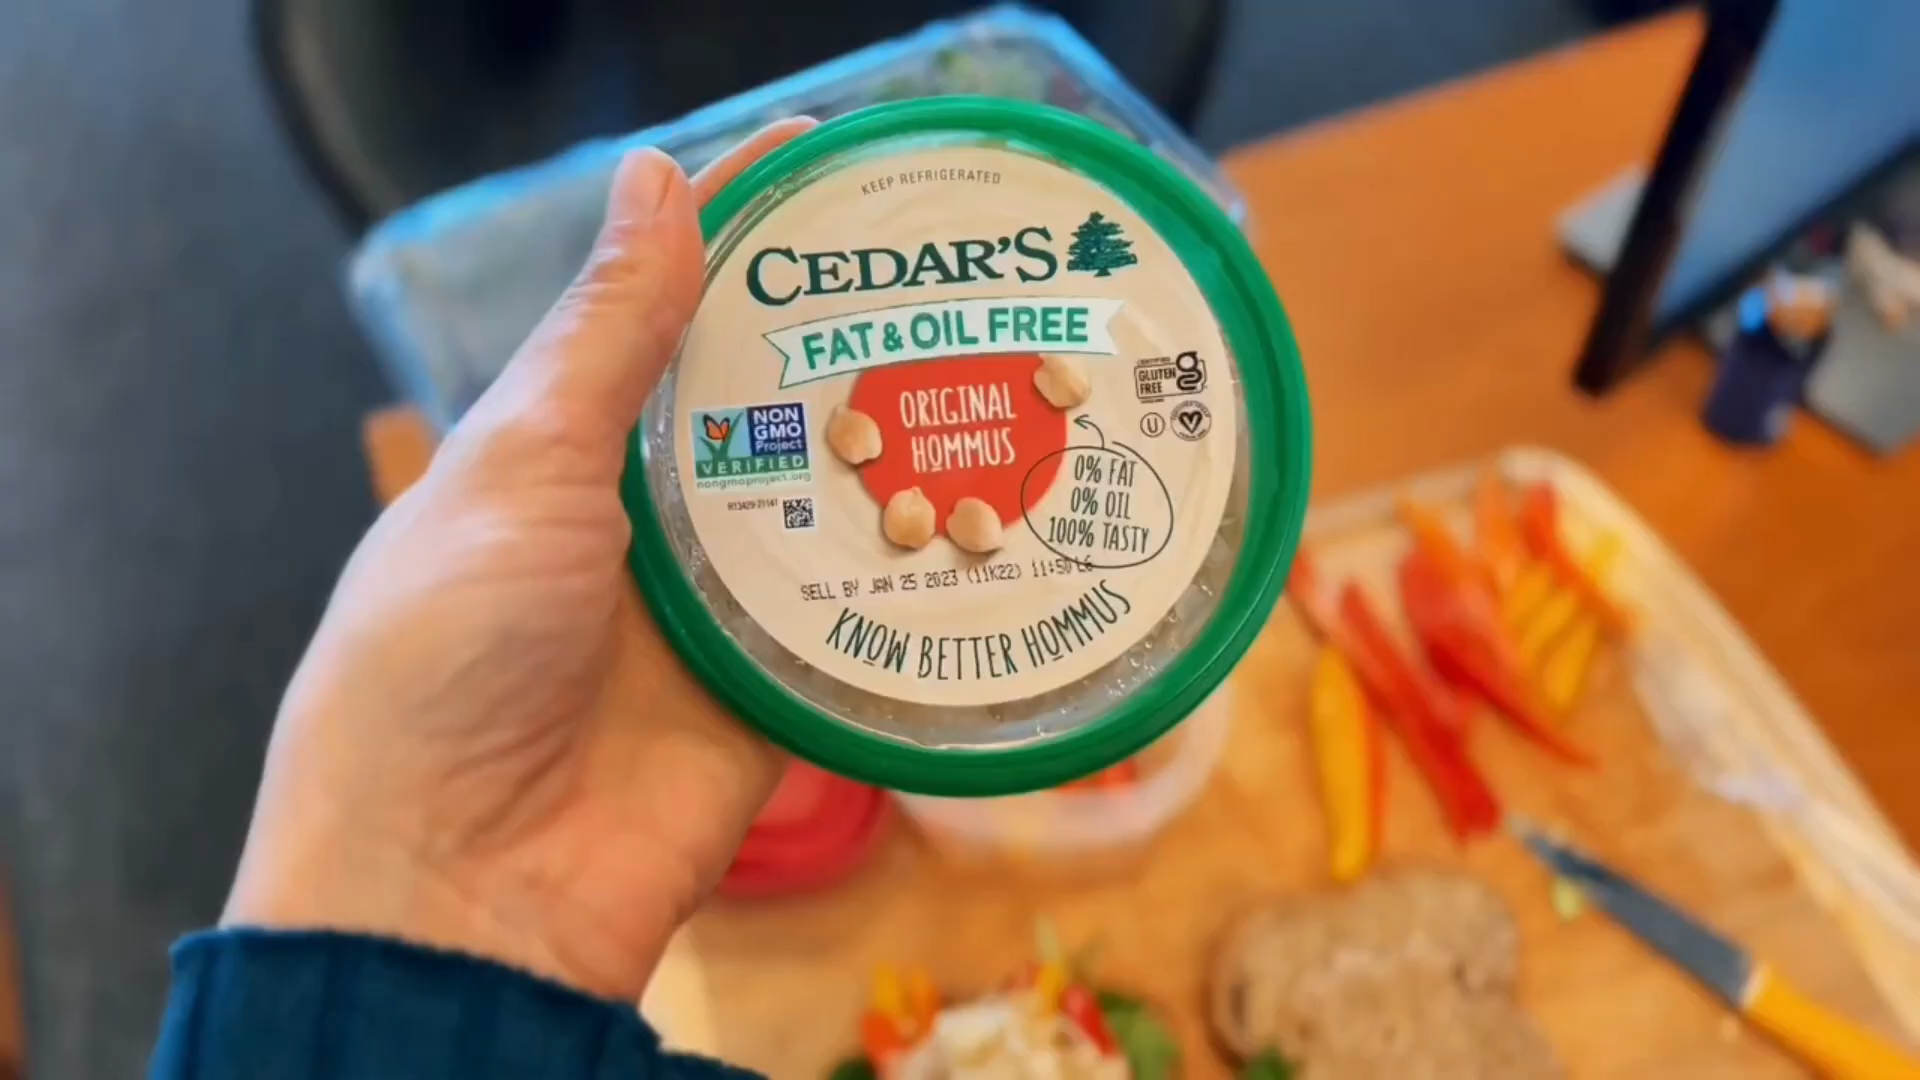 KEEP REFRIGERATED
CEDAR'S
FAT & OIL FREE
ORIGINAL
HOMMUS
CERTIFIED
GLUTEN
FREE
NON
GMO
Project
VERIFIED
nongmoproject.org
U
0% FAT
0% OIL
100% TASTY
SELL BY JAN 25 2023 (11K22) 11:50 L6
KNOW BETTER HOMMUS